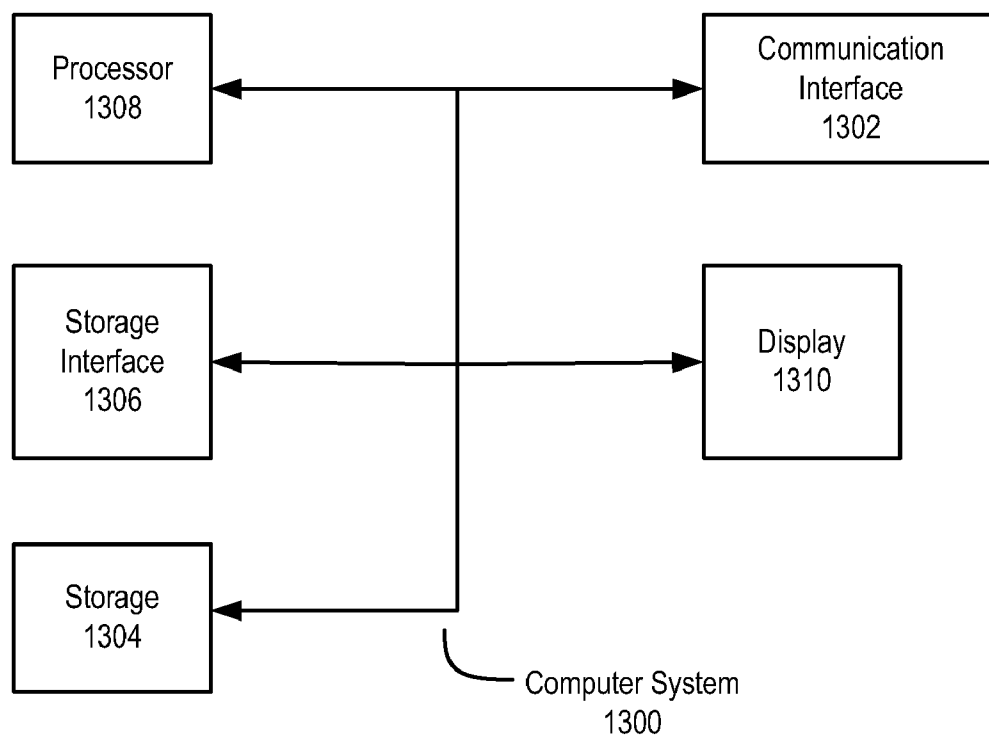 Processor
1308
Communication
Interface
1302
Storage
Interface
1306
Display
1310
Storage
1304
Computer System
1300